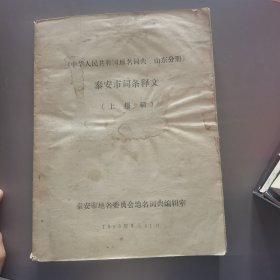 《中华人民共和国地名词典·山东分册》
泰安市词条释文
（上报稿）
泰安市地名委员会地名词典编辑室